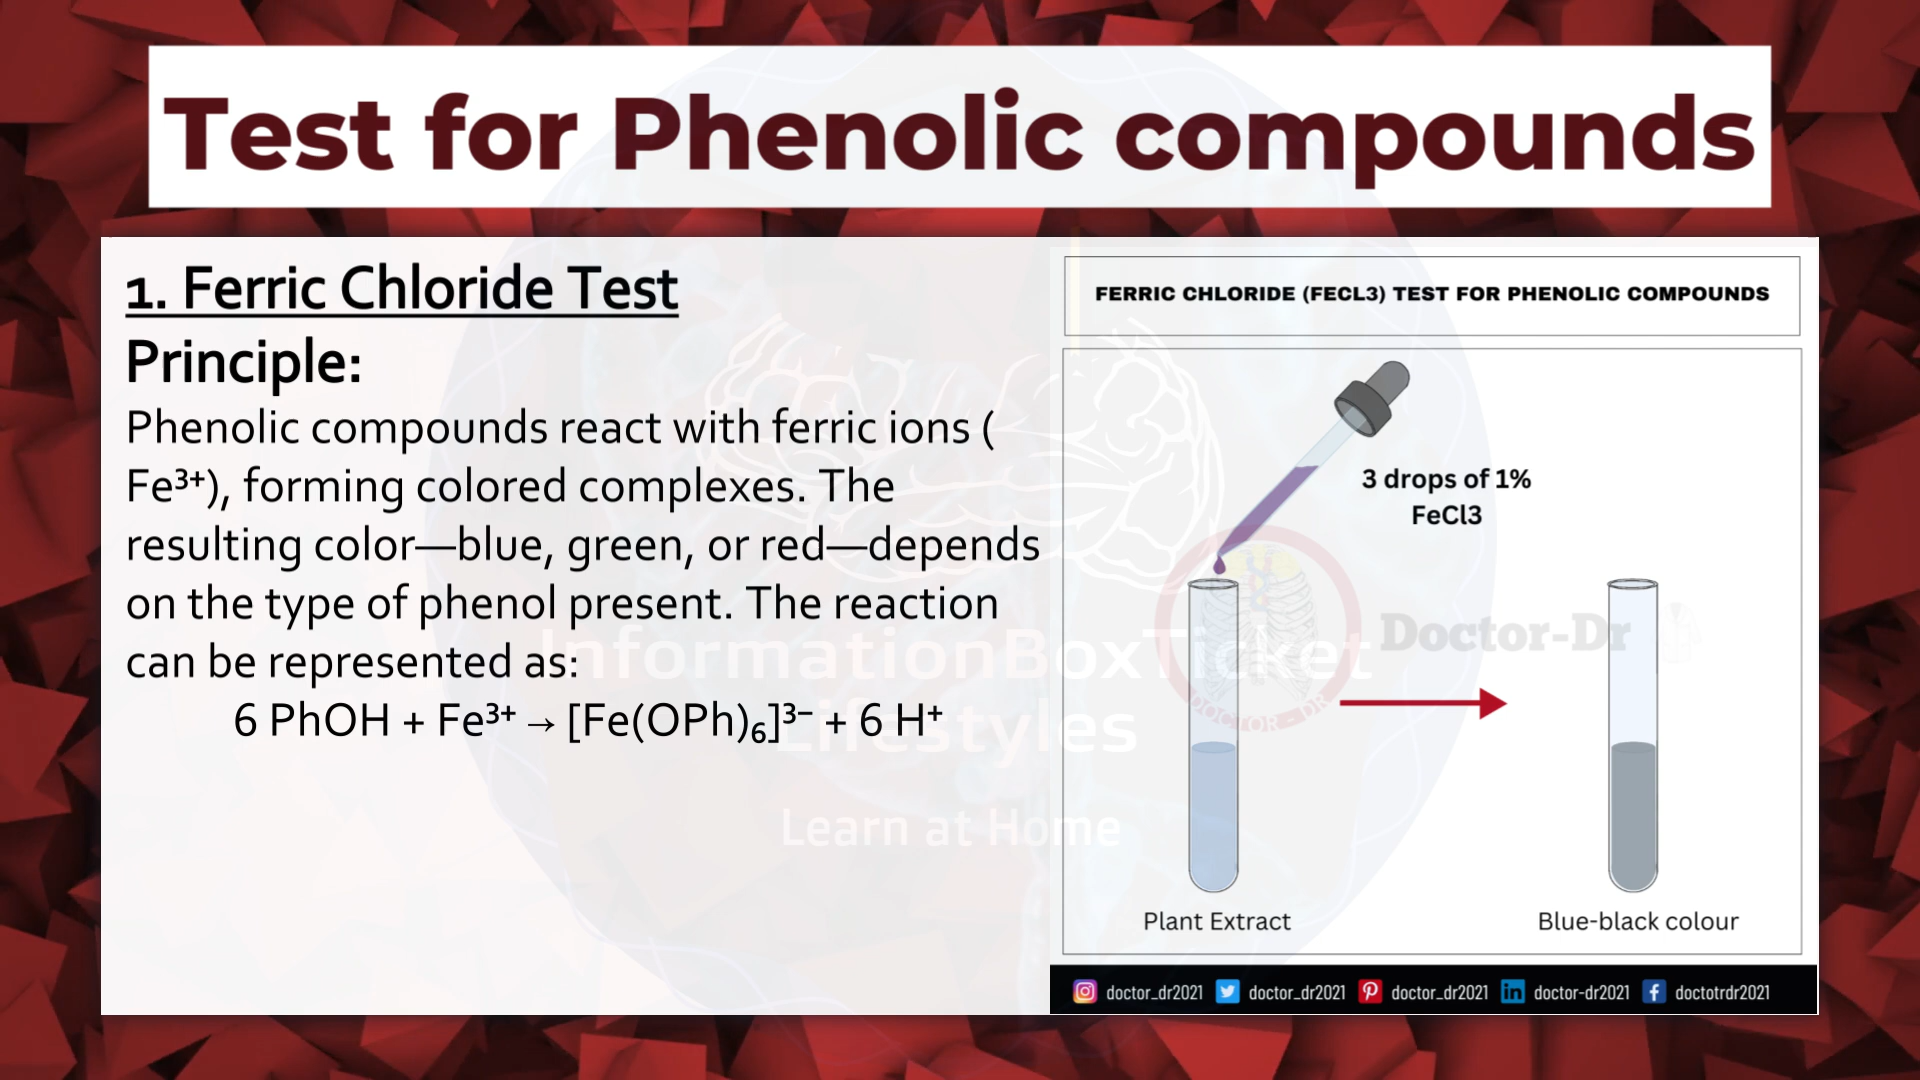 Test for Phenolic compounds
1. Ferric Chloride Test
Principle:
Phenolic compounds react with ferric ions (
Fe³⁺), forming colored complexes. The
resulting color—blue, green, or red—depends
on the type of phenol present. The reaction
can be represented as:
6 PhOH + Fe³⁺ → [Fe(OPh)₆]³⁻ + 6 H⁺
FERRIC CHLORIDE (FECL3) TEST FOR PHENOLIC COMPOUNDS
3 drops of 1%
FeCl3
Doctor-Dr
DOCTOR - DR
InformationBoxTicket
Lifestyles
Learn at Home
Plant Extract
Blue-black colour
doctor_dr2021 doctor_dr2021 doctor_dr2021 in doctor-dr2021 f doctotrdr2021